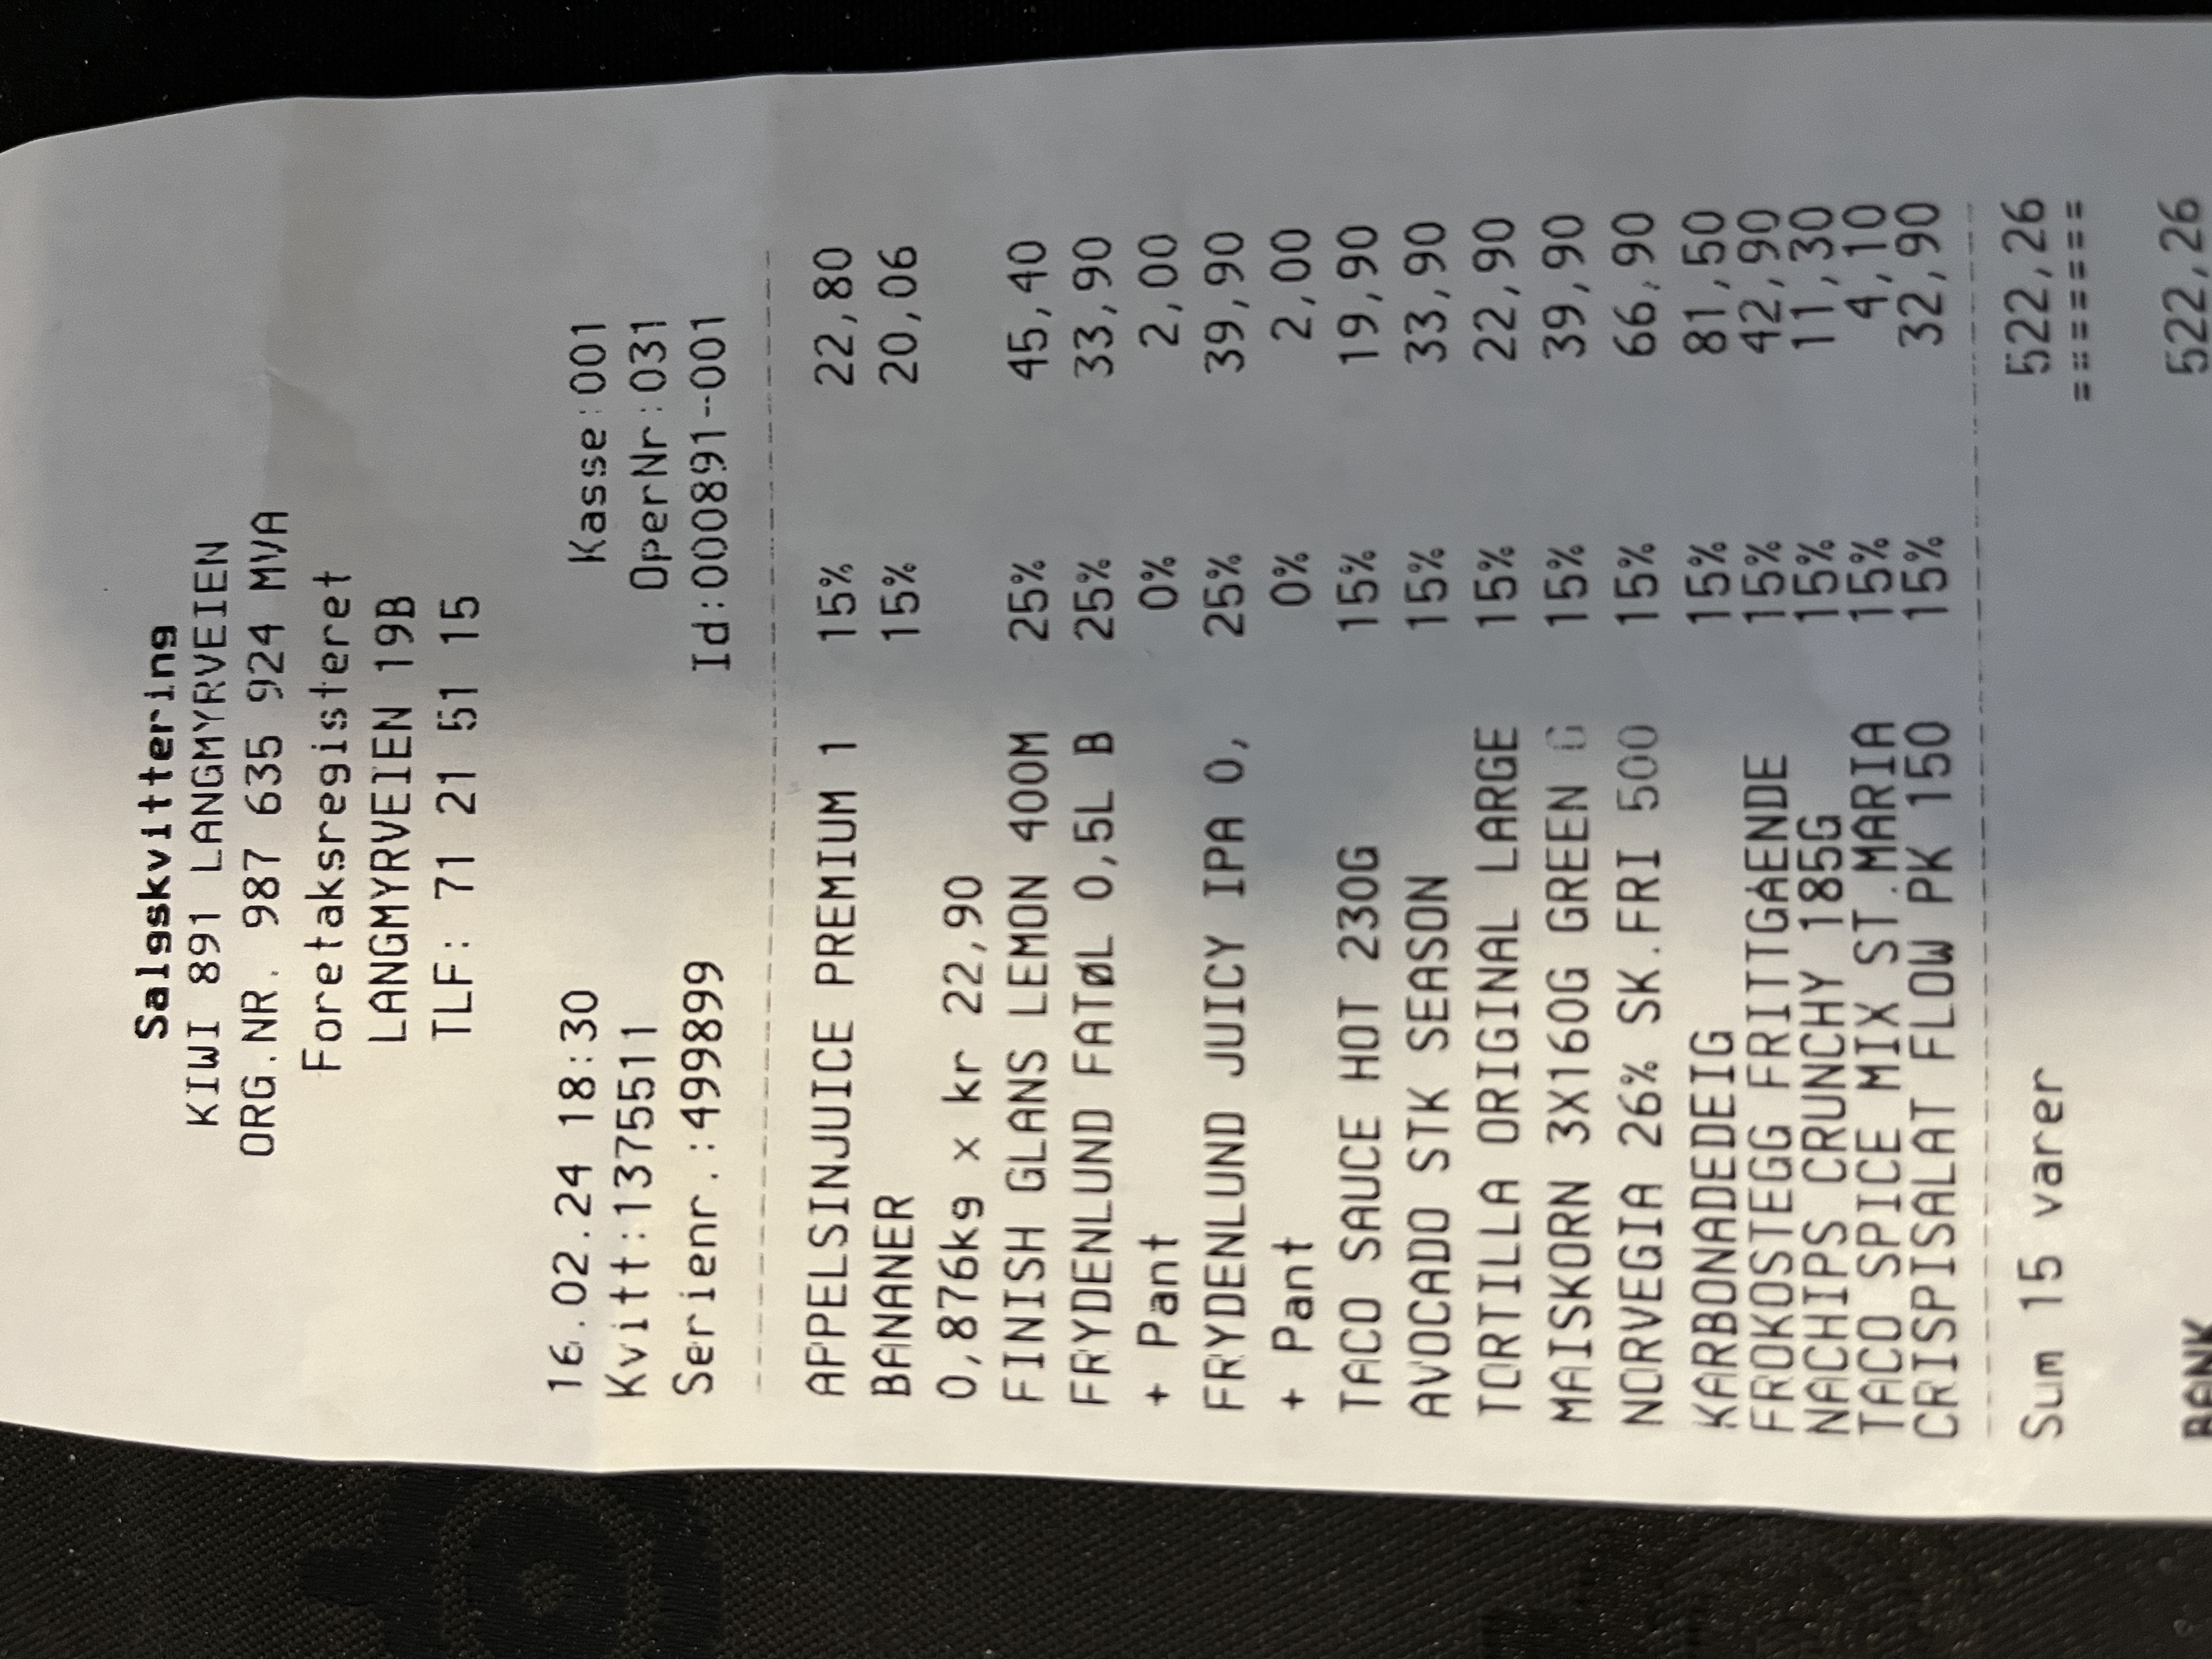 Salgskvittering
KIWI 891 LANGMYRVEIEN
ORG.NR. 987 635 924 MVA
Foretaksregisteret
LANGMYRVEIEN 19B
TLF: 71 21 51 15
16.02.24 18:30 Kasse:001
Kvitt:1375511 OperNr:031
Serienr.:499899 Id:000891-001
APPELSINJUICE PREMIUM 1 15% 22,80
BANANER 15% 20,06
0,876kg x kr 22,90
FINISH GLANS LEMON 400M 25% 45,40
FRYDENLUND FATØL 0,5L B 25% 33,90
+ Pant 0% 2,00
FRYDENLUND JUICY IPA 0, 25% 39,90
+ Pant 0% 2,00
TACO SAUCE HOT 230G 15% 19,90
AVOCADO STK SEASON 15% 33,90
TORTILLA ORIGINAL LARGE 15% 22,90
MAISKORN 3X160G GREEN G 15% 39,90
NORVEGIA 26% SK.FRI 500 15% 66,90
KARBONADEDEIG 15% 81,50
FROKOSTEGG FRITTGÅENDE 15% 42,90
NACHIPS CRUNCHY 185G 15% 11,30
TACO SPICE MIX ST.MARIA 15% 4,10
CRISPISALAT FLOW PK 150 15% 32,90
Sum 15 varer 522,26
=======
BANK 522,26